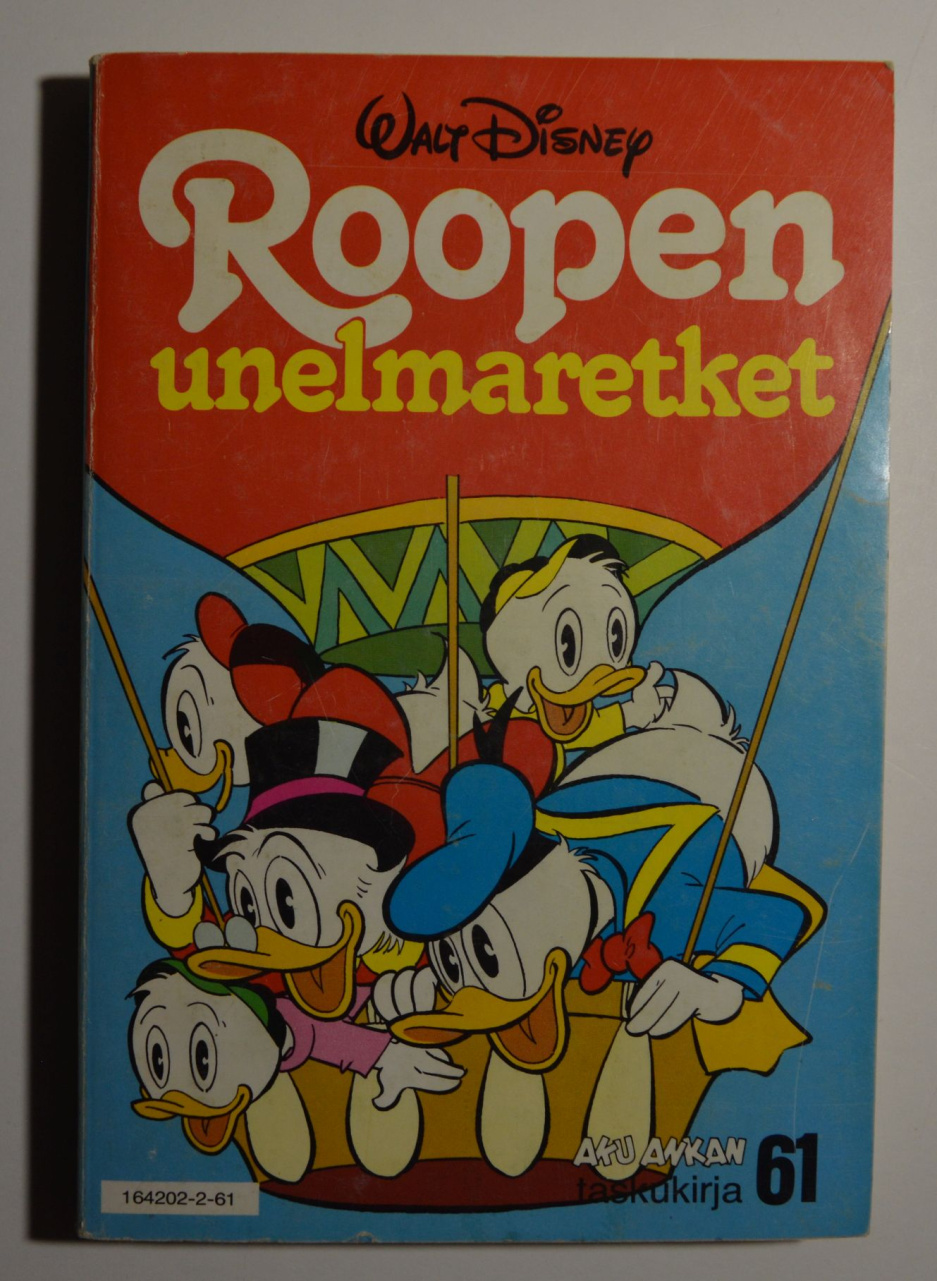 WALT DISNEY
Roopen
unelmaretket
AKU ANKAN
taskukirja 61
164202-2-61